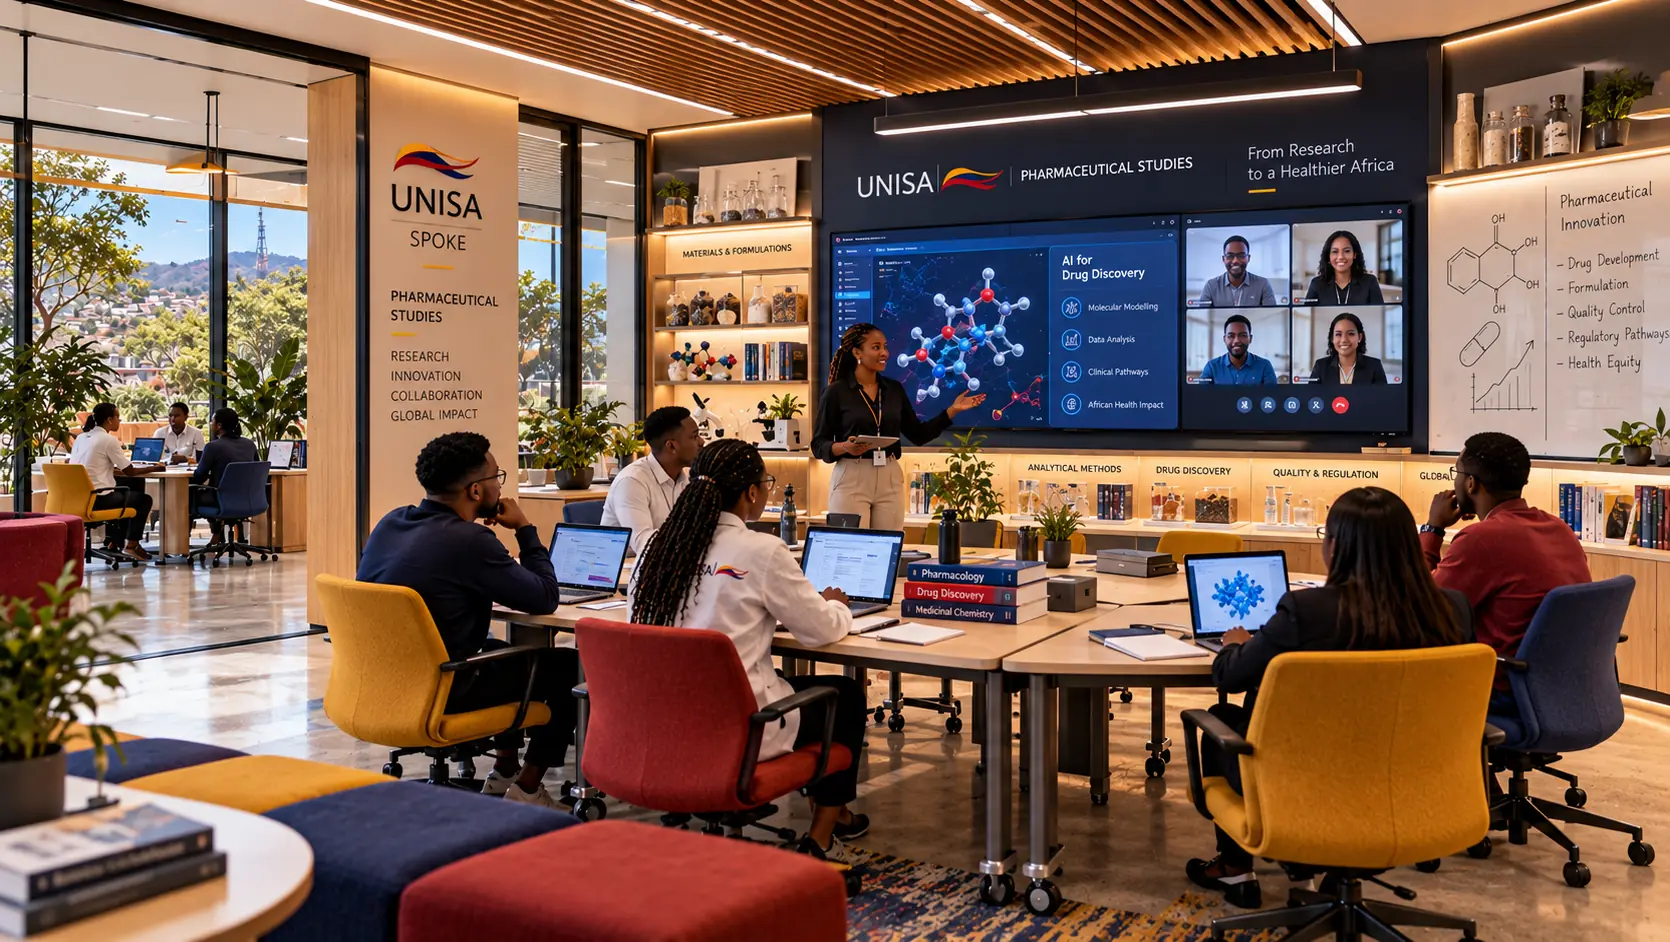 UNISA
SPOKE
PHARMACEUTICAL
STUDIES
RESEARCH
INNOVATION
COLLABORATION
GLOBAL IMPACT
MATERIALS & FORMULATIONS
UNISA
PHARMACEUTICAL STUDIES
From Research
to a Healthier Africa
AI for
Drug Discovery
Molecular Modelling
Data Analysis
Clinical Pathways
African Health Impact
OH
OH
OH
OH
Pharmaceutical
Innovation
– Drug Development
– Formulation
– Quality Control
– Regulatory Pathways
– Health Equity
ANALYTICAL METHODS
DRUG DISCOVERY
QUALITY & REGULATION
GLOBAL
Pharmacology
Drug Discovery
Medicinal Chemistry